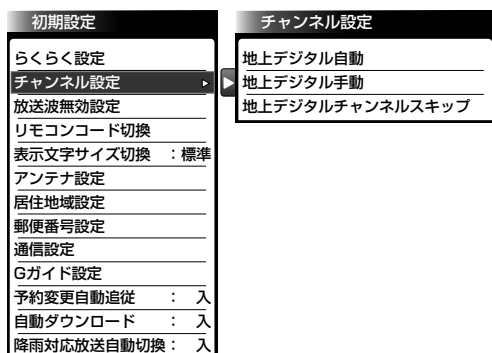 初期設定
らくらく設定
チャンネル設定
放送波無効設定
リモコンコード切換
表示文字サイズ切換 ：標準
アンテナ設定
居住地域設定
郵便番号設定
通信設定
Gガイド設定
予約変更自動追従 ： 入
自動ダウンロード ： 入
降雨対応放送自動切換： 入
チャンネル設定
地上デジタル自動
地上デジタル手動
地上デジタルチャンネルスキップ